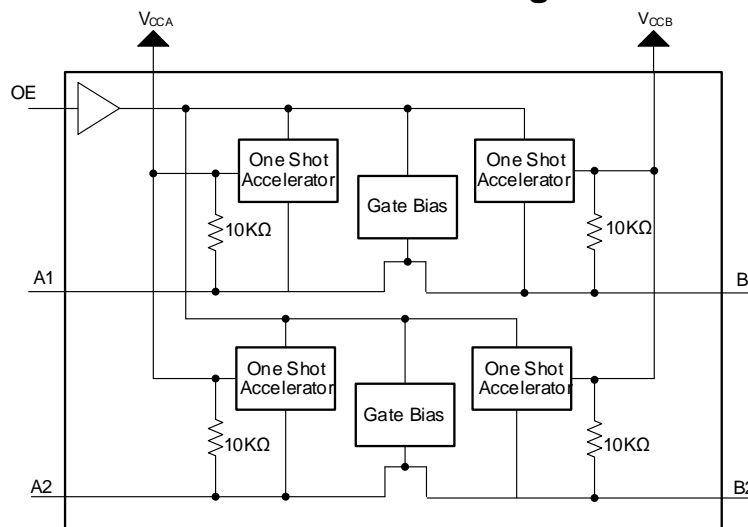 g
VCCA
VCCB
OE
One Shot
Accelerator
One Shot
Accelerator
Gate Bias
10KΩ
10KΩ
A1
B
One Shot
Accelerator
One Shot
Accelerator
Gate Bias
10KΩ
10KΩ
A2
B2